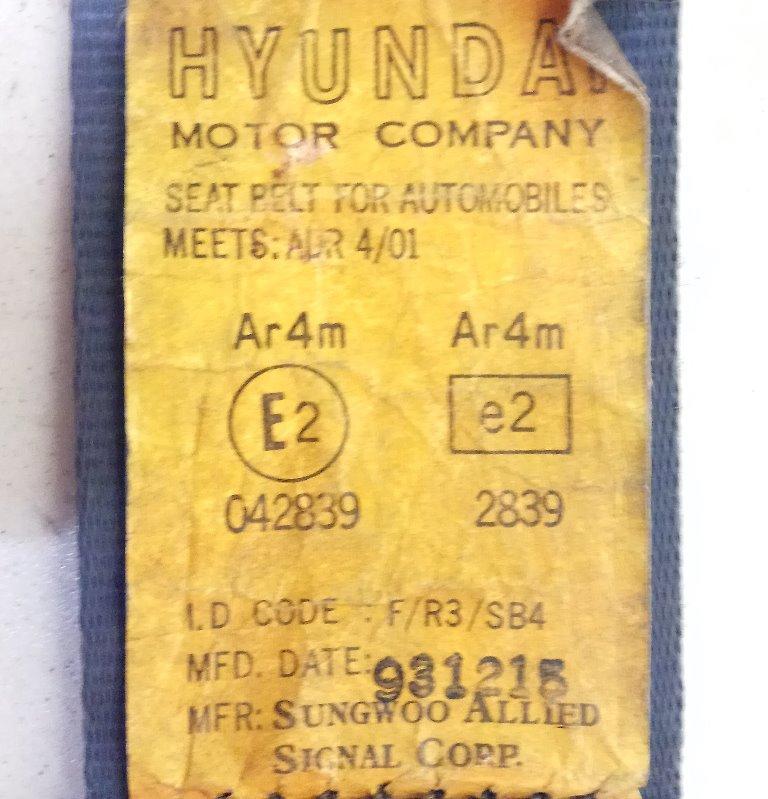 HYUNDAI
MOTOR COMPANY
SEAT BELT FOR AUTOMOBILES
MEETS: ADR 4/01
Ar4m Ar4m
E2 e2
042839 2839
I.D CODE : F/R3/SB4
MFD. DATE: 931215
MFR: SUNGWOO ALLIED
SIGNAL CORP.